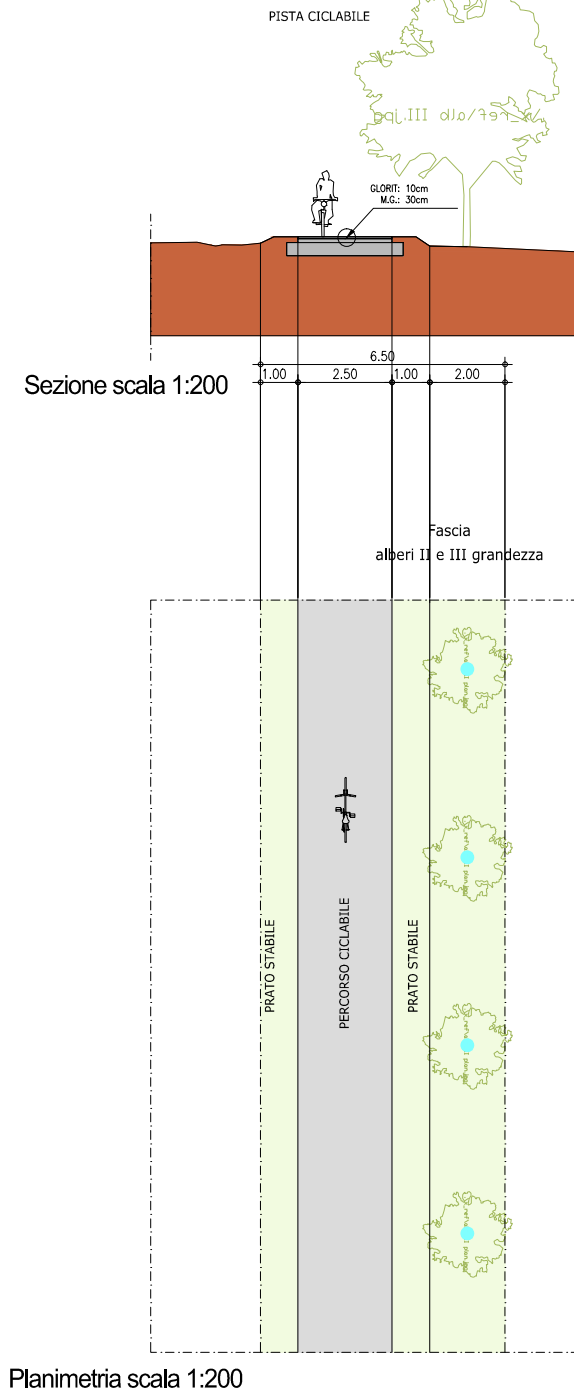 PISTA CICLABILE
GLORIT: 10cm
M.G.: 30cm
6.50
1.00 2.50 1.00 2.00
Sezione scala 1:200
Fascia
alberi II e III grandezza
PRATO STABILE
PERCORSO CICLABILE
PRATO STABILE
Planimetria scala 1:200